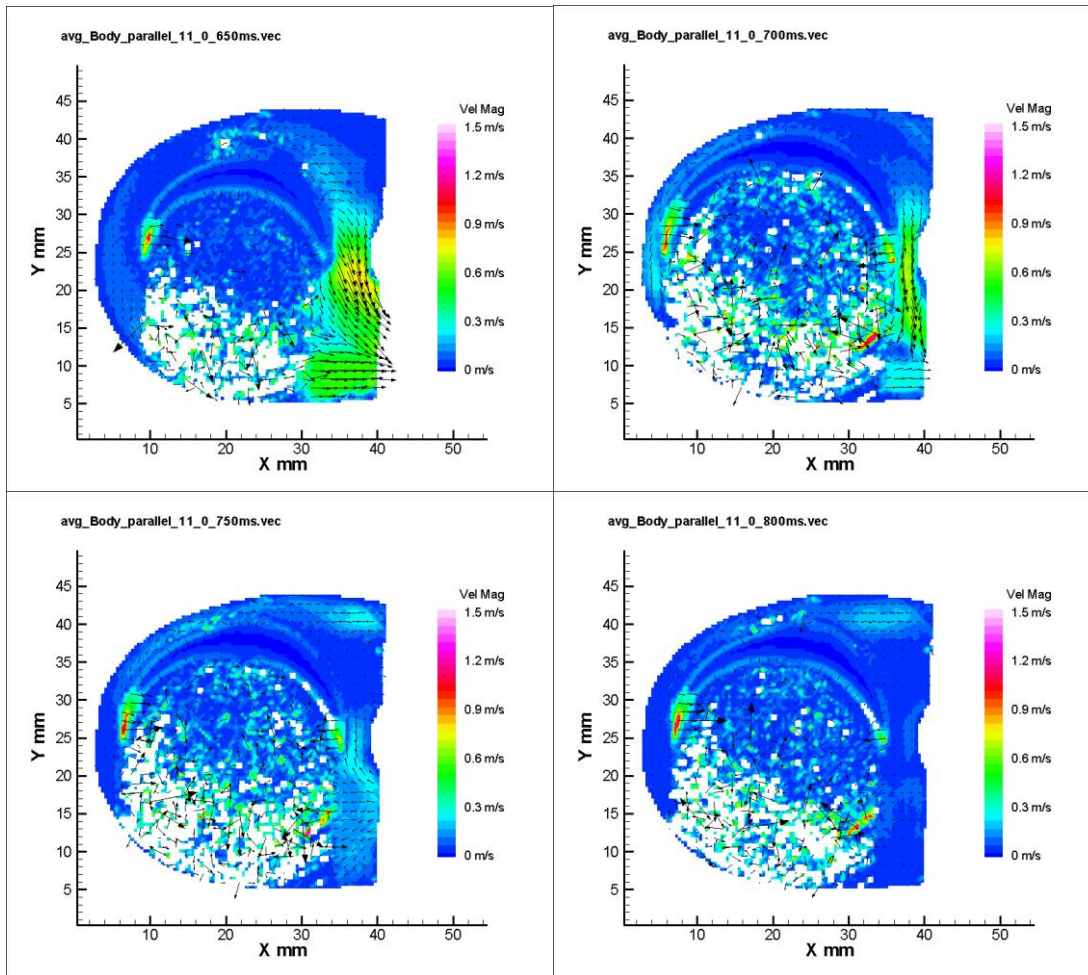 avg_Body_parallel_11_0_650ms.vec
Vel Mag
1.5 m/s
1.2 m/s
0.9 m/s
0.6 m/s
0.3 m/s
0 m/s
Y mm
45
40
35
30
25
20
15
10
5
10 20 30 40 50
X mm
avg_Body_parallel_11_0_700ms.vec
Vel Mag
1.5 m/s
1.2 m/s
0.9 m/s
0.6 m/s
0.3 m/s
0 m/s
Y mm
45
40
35
30
25
20
15
10
5
10 20 30 40 50
X mm
avg_Body_parallel_11_0_750ms.vec
Vel Mag
1.5 m/s
1.2 m/s
0.9 m/s
0.6 m/s
0.3 m/s
0 m/s
Y mm
45
40
35
30
25
20
15
10
5
10 20 30 40 50
X mm
avg_Body_parallel_11_0_800ms.vec
Vel Mag
1.5 m/s
1.2 m/s
0.9 m/s
0.6 m/s
0.3 m/s
0 m/s
Y mm
45
40
35
30
25
20
15
10
5
10 20 30 40 50
X mm